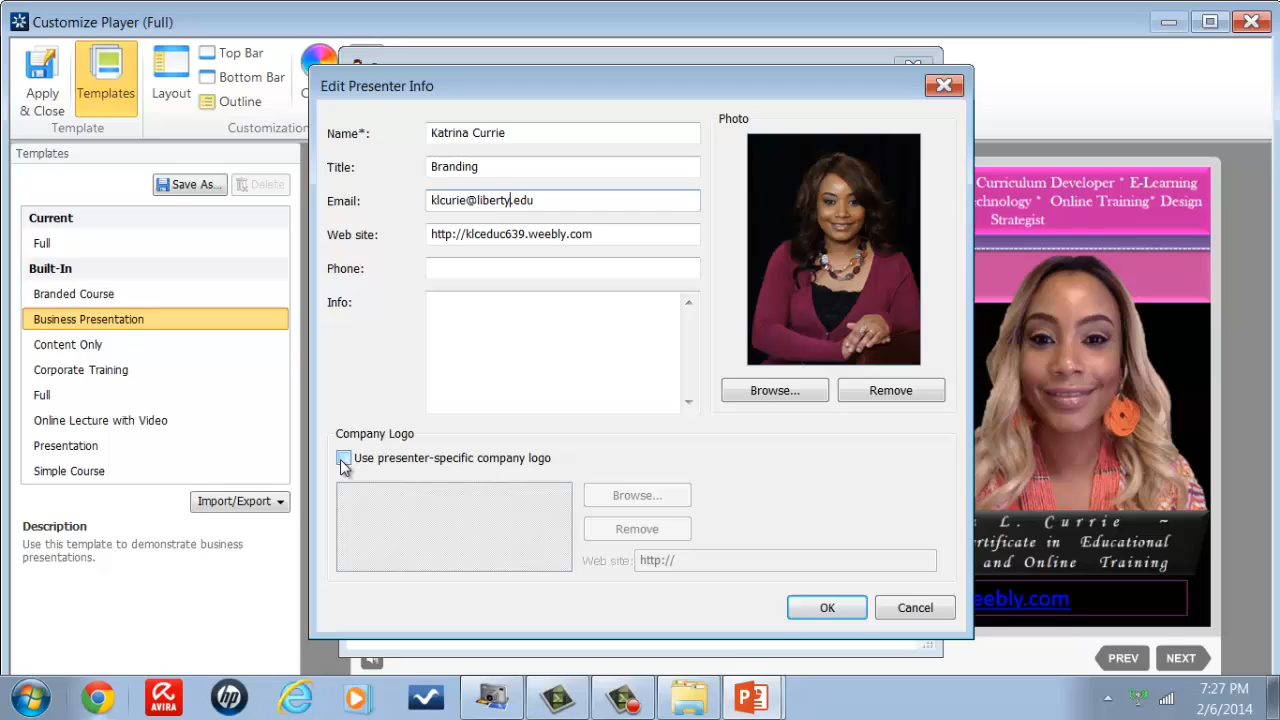 Customize Player (Full)
Apply & Close
Templates
Layout
Top Bar
Bottom Bar
Outline
Template
Customization
Templates
Save As...
Delete
Current
Full
Built-In
Branded Course
Business Presentation
Content Only
Corporate Training
Full
Online Lecture with Video
Presentation
Simple Course
Import/Export
Description
Use this template to demonstrate business
presentations.
Edit Presenter Info
Name*: Katrina Currie
Title: Branding
Email: klcurie@liberty.edu
Web site: http://klceduc639.weebly.com
Phone:
Info:
Photo
Browse... Remove
Company Logo
Use presenter-specific company logo
Browse...
Remove
Web site: http://
OK Cancel
Curriculum Developer * E-Learning
Online Training* Design
Strategist
L. Currie ~
in Educational
and Online Training
PREV NEXT
AVIRA
hp
7:27 PM
2/6/2014